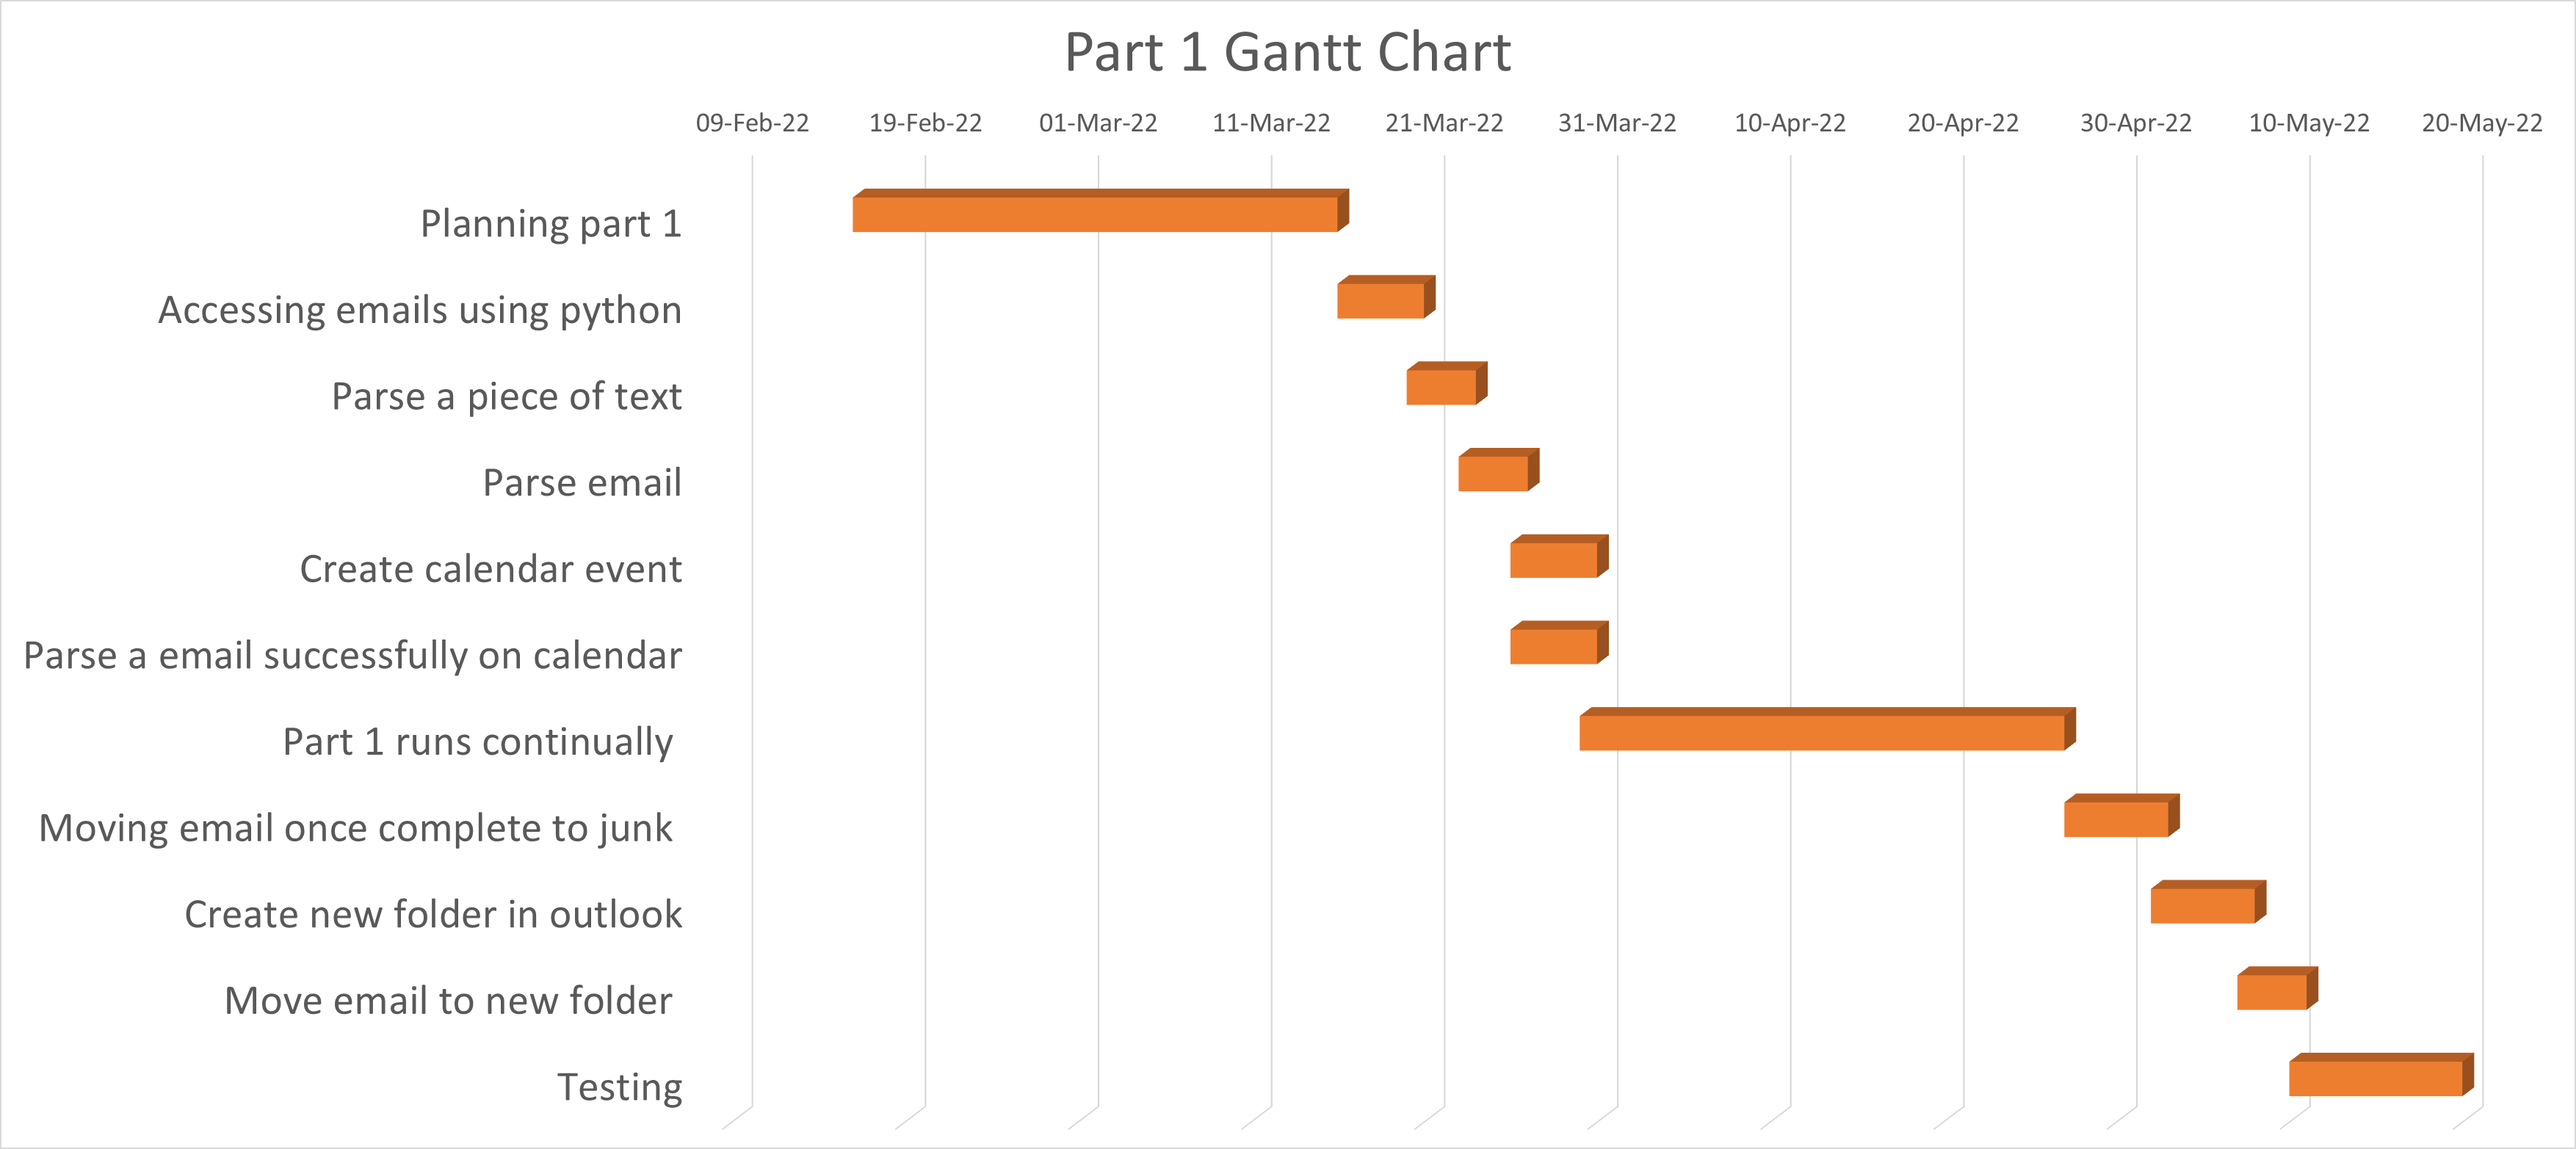 Part 1 Gantt Chart
09-Feb-22 19-Feb-22 01-Mar-22 11-Mar-22 21-Mar-22 31-Mar-22 10-Apr-22 20-Apr-22 30-Apr-22 10-May-22 20-May-22
Planning part 1
Accessing emails using python
Parse a piece of text
Parse email
Create calendar event
Parse a email successfully on calendar
Part 1 runs continually
Moving email once complete to junk
Create new folder in outlook
Move email to new folder
Testing